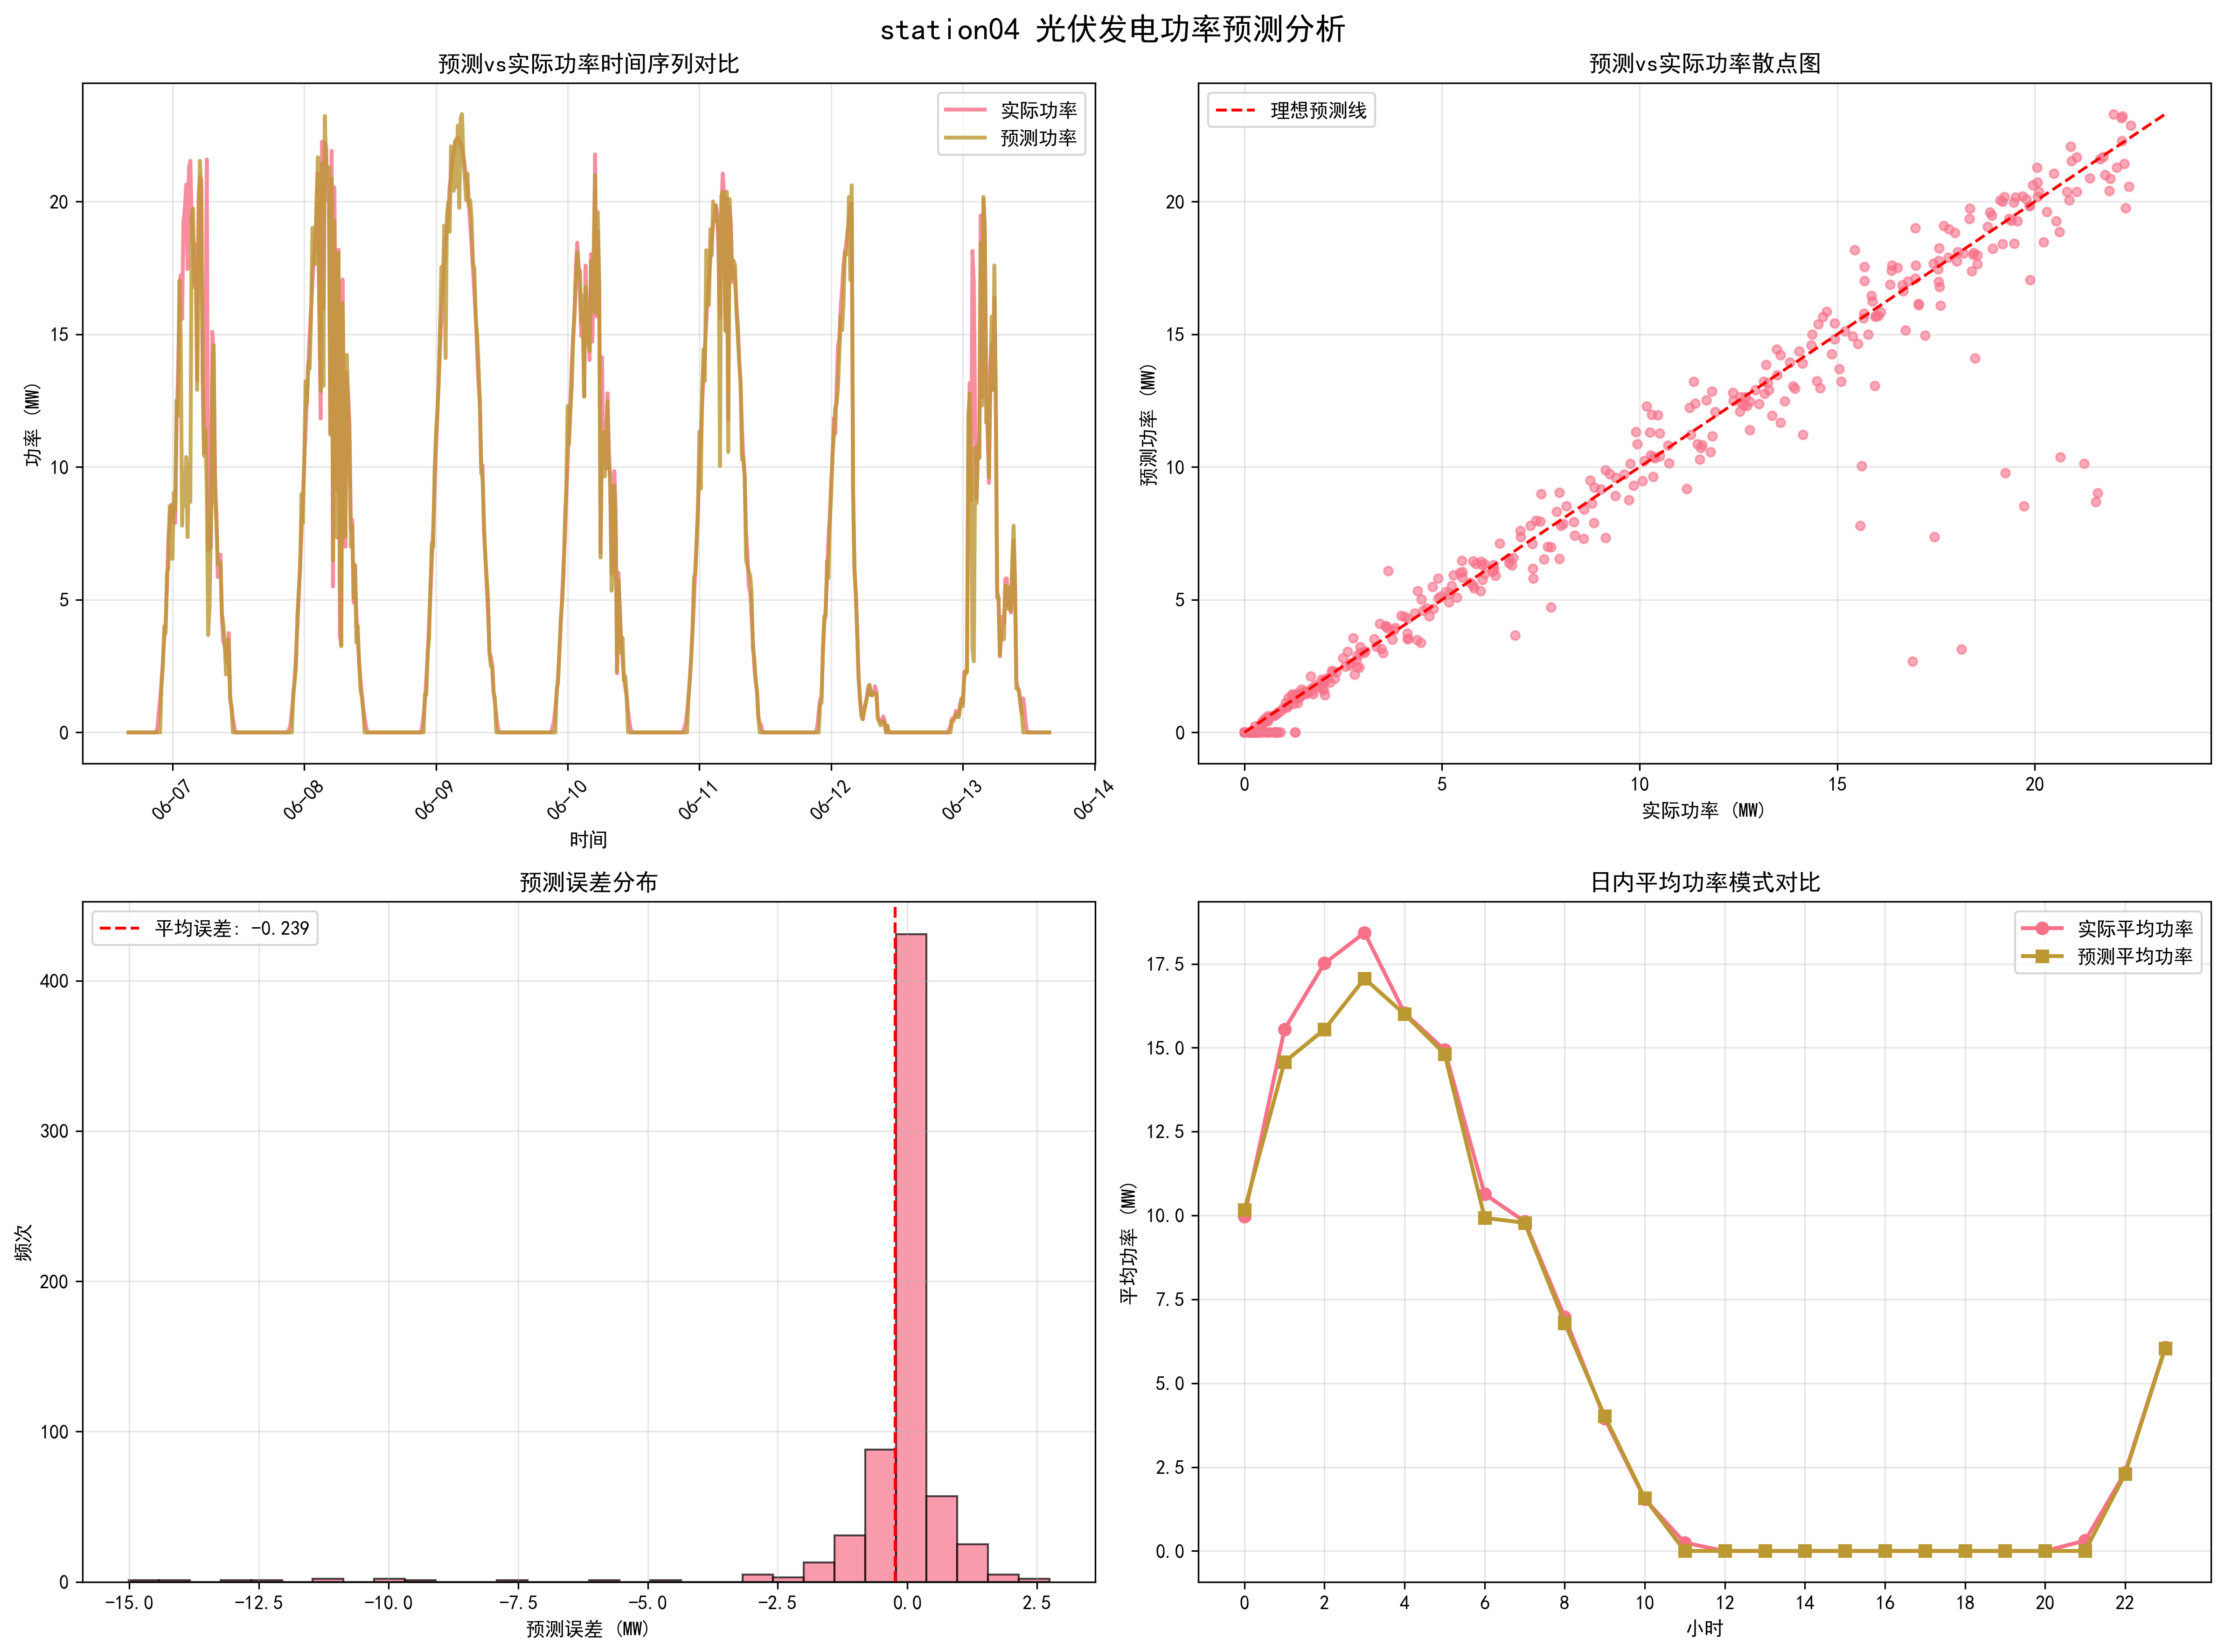 station04 光伏发电功率预测分析
预测vs实际功率时间序列对比
实际功率
预测功率
功率 (MW)
20
15
10
5
0
06-07
06-08
06-09
06-10
06-11
06-12
06-13
06-14
时间
预测vs实际功率散点图
理想预测线
预测功率 (MW)
20
15
10
5
0
0
5
10
15
20
实际功率 (MW)
预测误差分布
平均误差: -0.239
频次
400
300
200
100
0
-15.0
-12.5
-10.0
-7.5
-5.0
-2.5
0.0
2.5
预测误差 (MW)
日内平均功率模式对比
实际平均功率
预测平均功率
平均功率 (MW)
17.5
15.0
12.5
10.0
7.5
5.0
2.5
0.0
0
2
4
6
8
10
12
14
16
18
20
22
小时